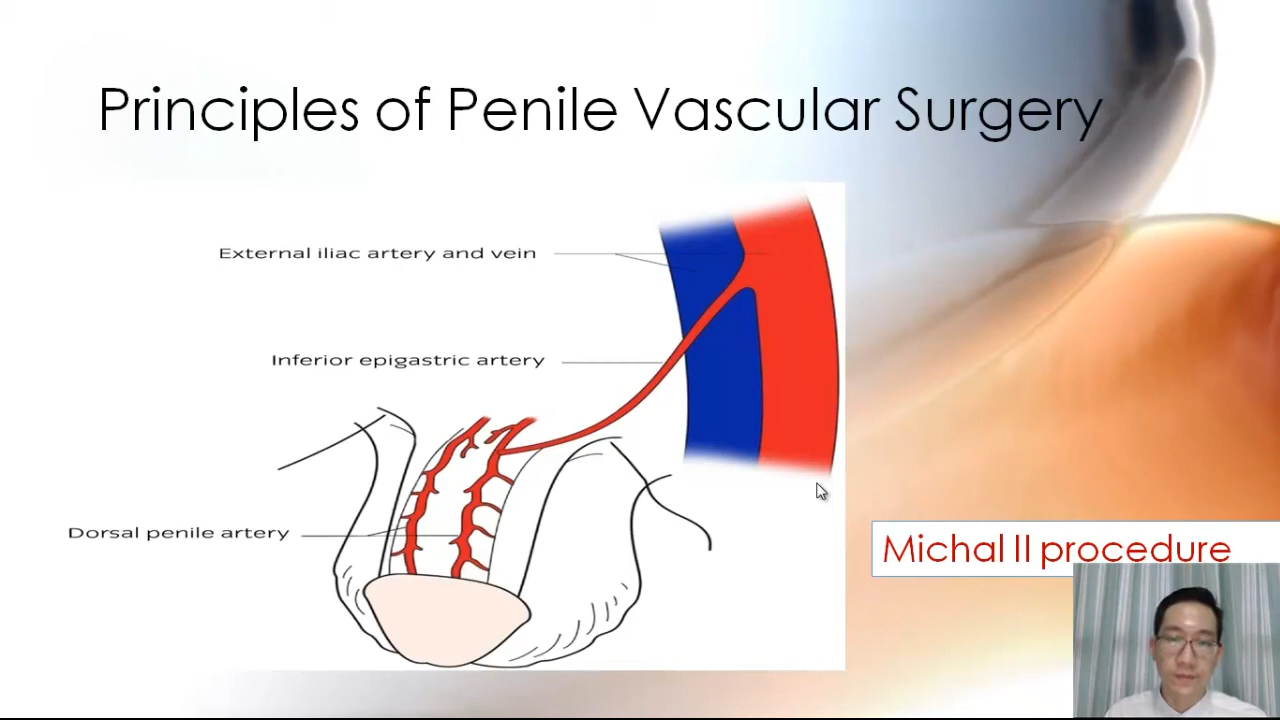 Principles of Penile Vascular Surgery
External iliac artery and vein
Inferior epigastric artery
Dorsal penile artery
Michal II procedure